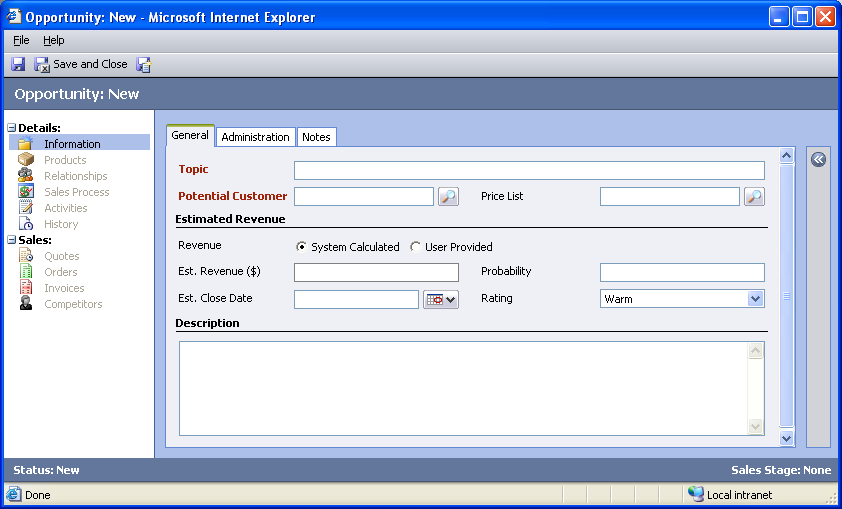 Opportunity: New - Microsoft Internet Explorer
File Help
Save and Close
Opportunity: New
Details:
Information
Products
Relationships
Sales Process
Activities
History
Sales:
Quotes
Orders
Invoices
Competitors
General Administration Notes
Topic
Potential Customer Price List
Estimated Revenue
Revenue System Calculated User Provided
Est. Revenue ($) Probability
Est. Close Date Rating Warm
Description
Status: New Sales Stage: None
Done Local intranet